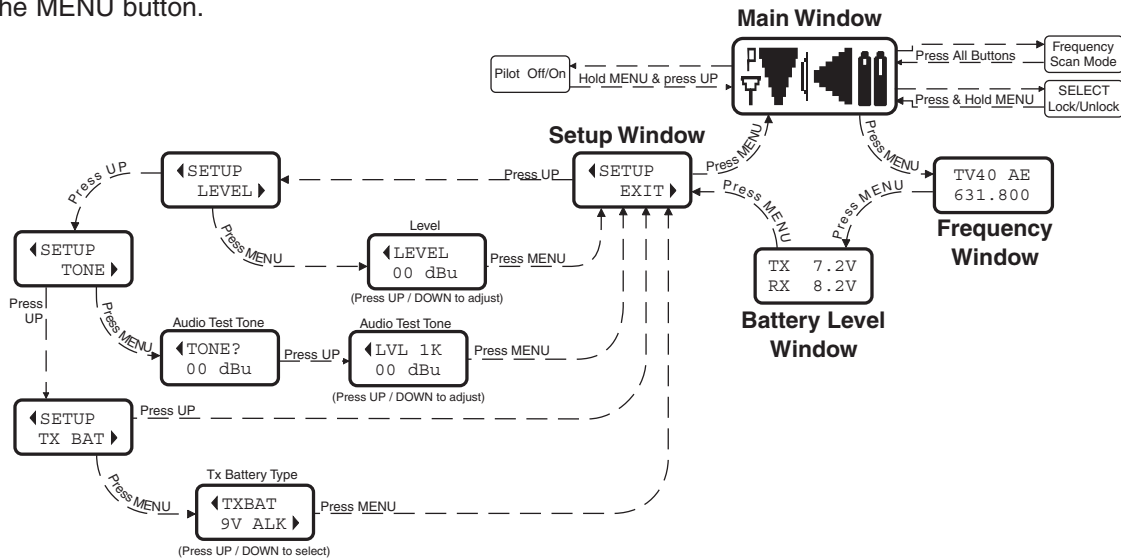 he MENU button.
Main Window
Pilot Off/On
Hold MENU & press UP
Press All Buttons
Frequency
Scan Mode
Press & Hold MENU
SELECT
Lock/Unlock
Setup Window
Press MENU
Press MENU
Press UP
SETUP
LEVEL
Press UP
SETUP
EXIT
Press MENU
Press MENU
TV40 AE
631.800
Frequency
Window
Press MENU
Level
LEVEL
00 dBu
Press MENU
(Press UP / DOWN to adjust)
TX 7.2V
RX 8.2V
Battery Level
Window
SETUP
TONE
Press
UP
Press MENU
Audio Test Tone
TONE?
00 dBu
Press UP
Audio Test Tone
LVL 1K
00 dBu
Press MENU
(Press UP / DOWN to adjust)
SETUP
TX BAT
Press UP
Press MENU
Tx Battery Type
TXBAT
9V ALK
Press MENU
(Press UP / DOWN to select)